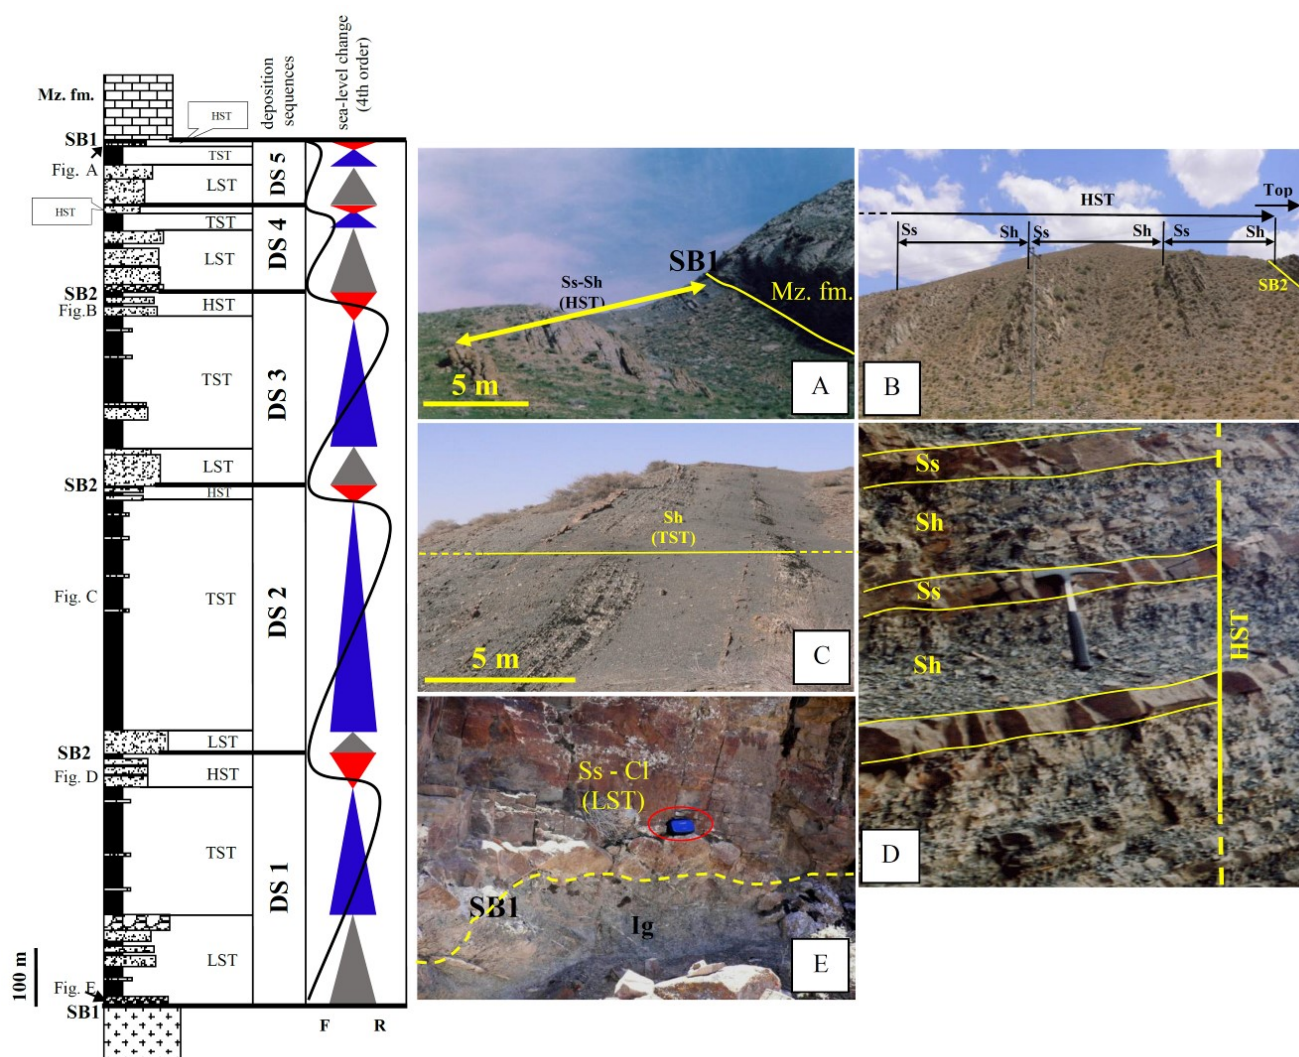 deposition
sequences
sea-level change
(4th order)
Mz. fm.
HST
SB1
Fig. A
TST
LST
DS 5
HST
TST
LST
DS 4
SB2
Fig.B
HST
TST
LST
DS 3
SB2
HST
Fig. C
TST
LST
DS 2
SB2
Fig. D
HST
TST
LST
DS 1
100 m
Fig. E
SB1
F R
SB1
Ss-Sh
(HST)
Mz. fm.
5 m
A
HST
Top
Ss Sh Ss Sh Ss Sh
SB2
B
Sh
(TST)
5 m
C
Ss
Sh
Ss
Sh
HST
D
Ss - Cl
(LST)
SB1
Ig
E